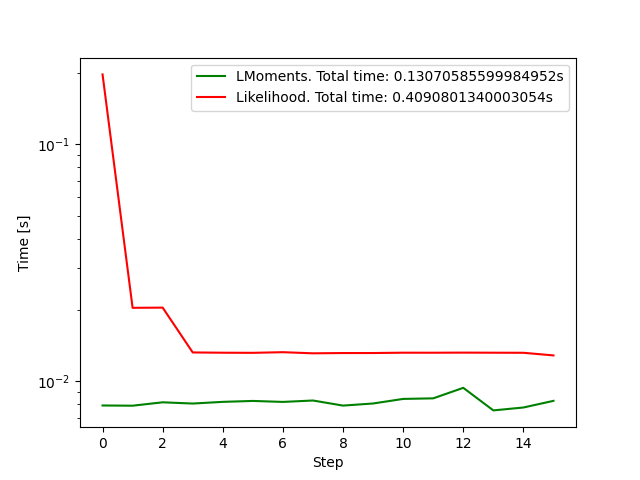 LMoments. Total time: 0.13070585599984952s
Likelihood. Total time: 0.4090801340003054s
10⁻¹
10⁻²
Time [s]
0 2 4 6 8 10 12 14
Step